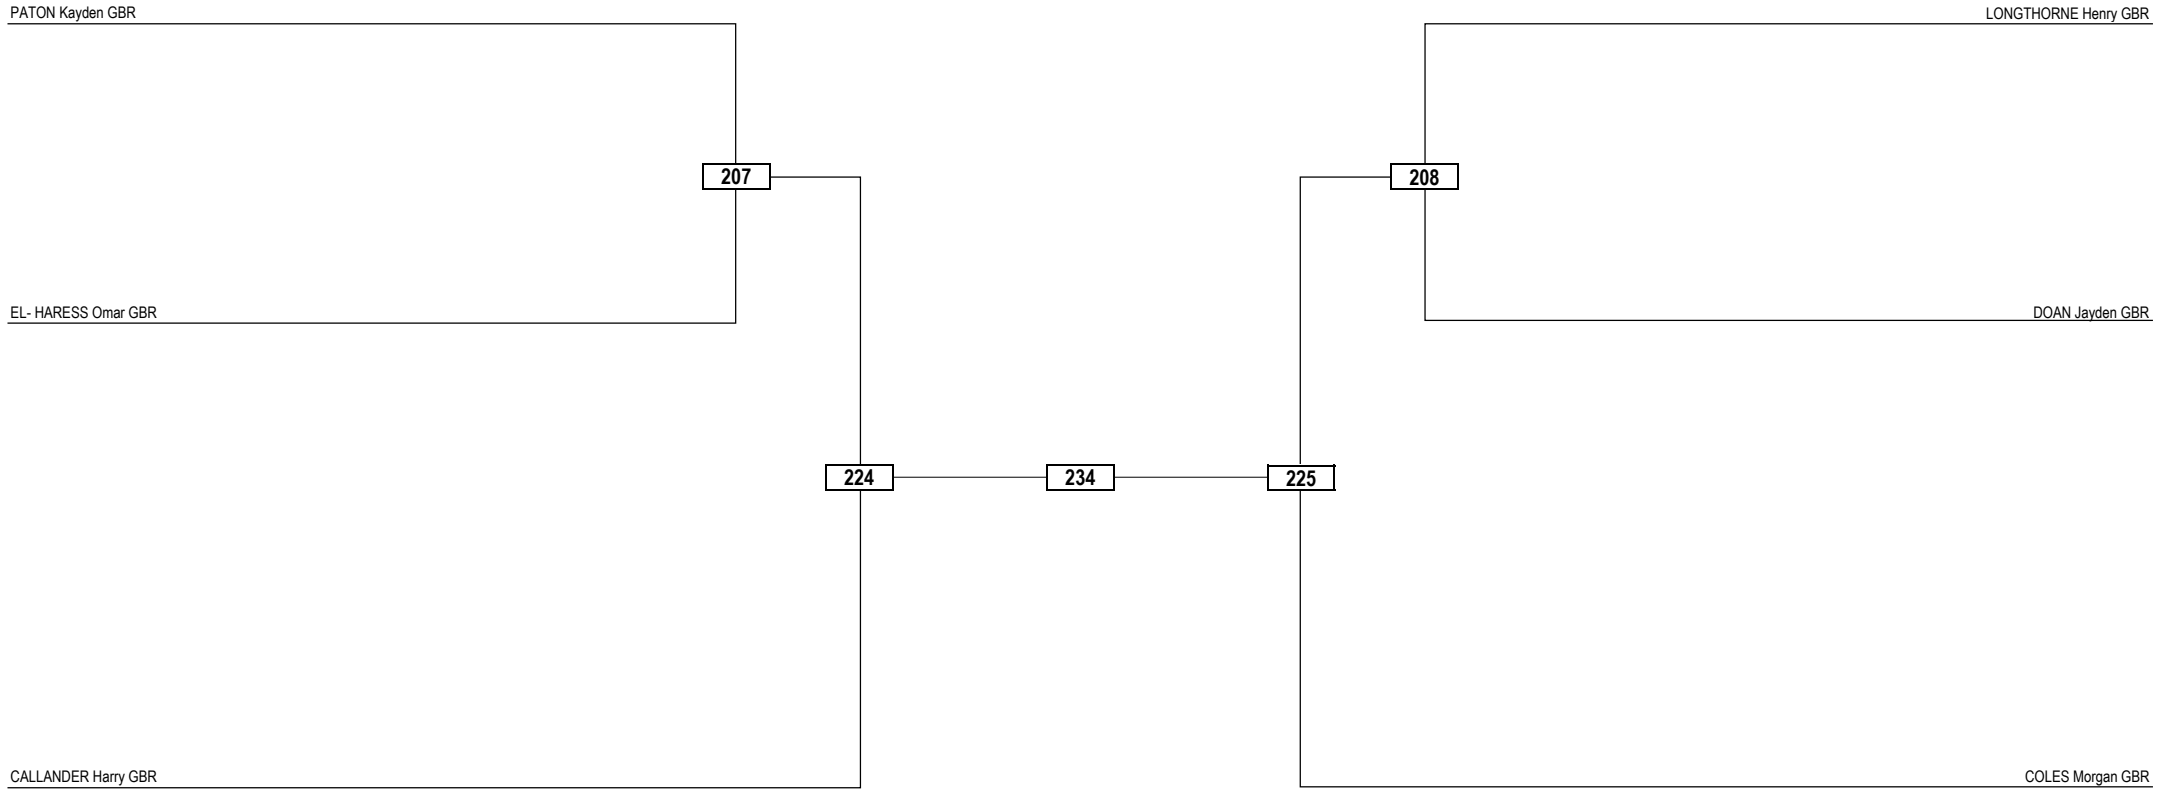 PATON Kayden GBR
LONGTHORNE Henry GBR
207
208
EL- HARESS Omar GBR
DOAN Jayden GBR
224
234
225
CALLANDER Harry GBR
COLES Morgan GBR